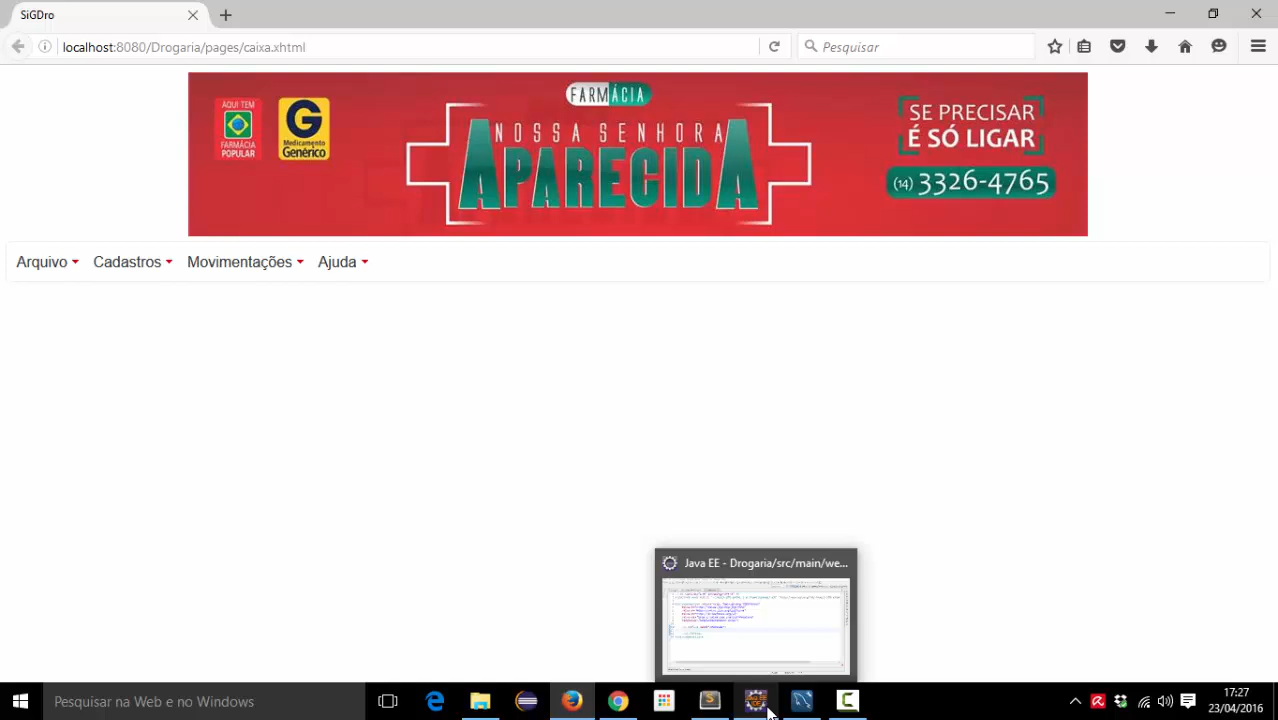 SiGDro
localhost:8080/Drogaria/pages/caixa.xhtml
Pesquisar
AQUI TEM
FARMÁCIA
POPULAR
G
Medicamento
Genérico
FARMÁCIA
NOSSA SENHORA
APARECIDA
SE PRECISAR
É SÓ LIGAR
(14) 3326-4765
Arquivo
Cadastros
Movimentações
Ajuda
Java EE - Drogaria/src/main/we...
Pesquisar na Web e no Windows
17:27
23/04/2016